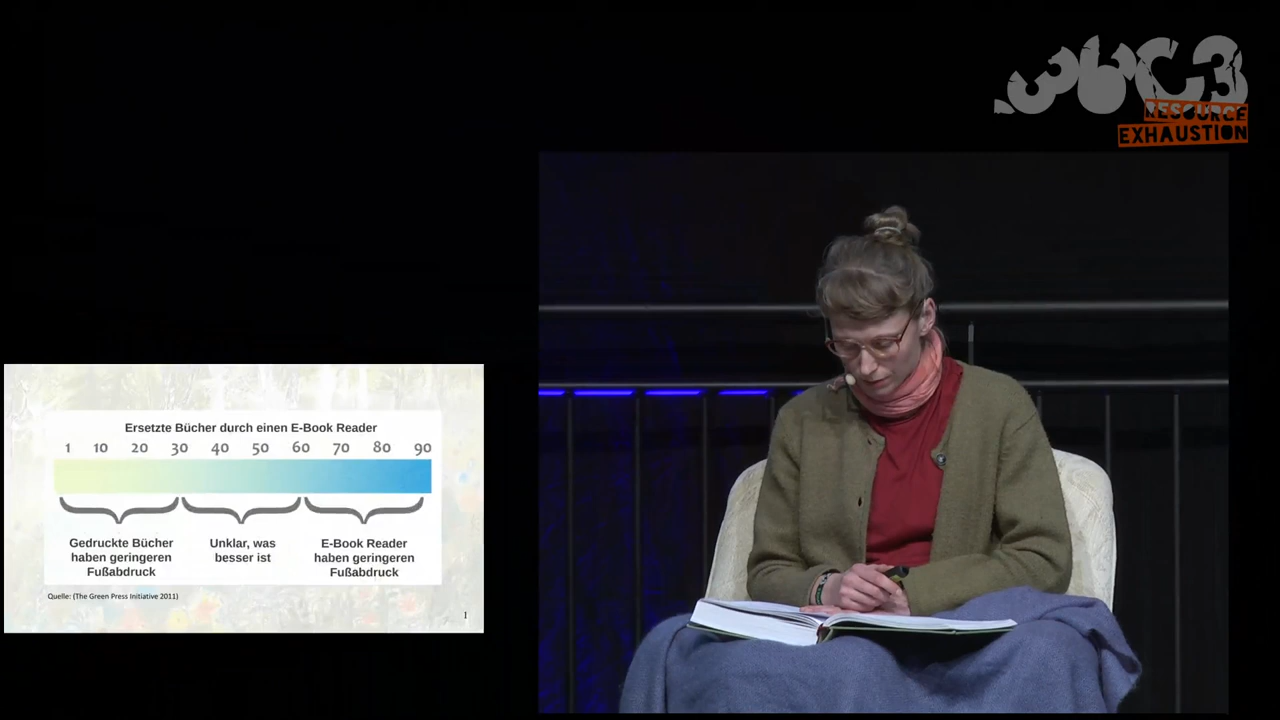 36C3
RESOURCE
EXHAUSTION
Ersetzte Bücher durch einen E-Book Reader
1 10 20 30 40 50 60 70 80 90
Gedruckte Bücher
haben geringeren
Fußabdruck
Unklar, was
besser ist
E-Book Reader
haben geringeren
Fußabdruck
Quelle: (The Green Press Initiative 2011)
1